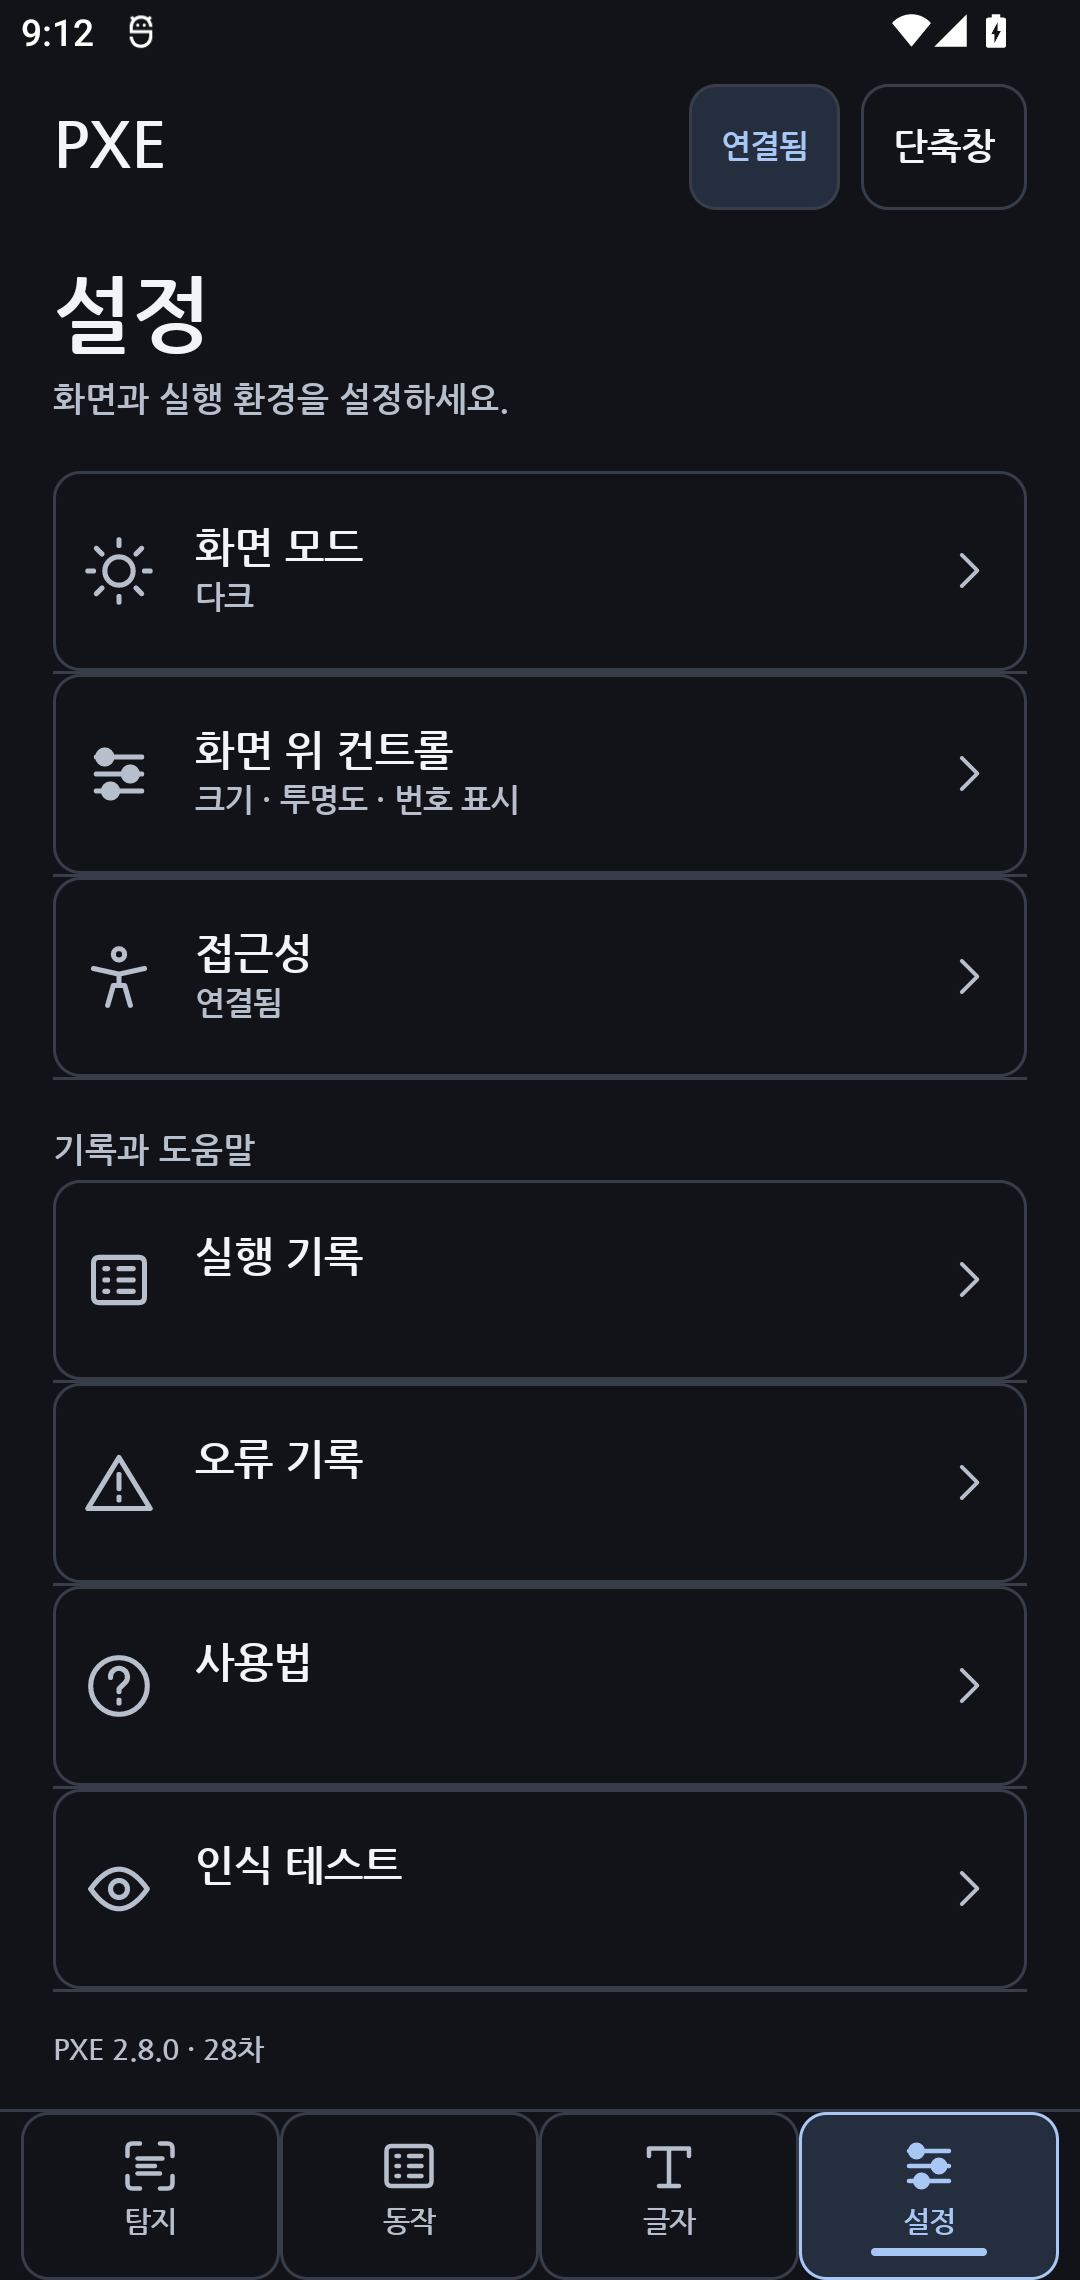 9:12
PXE
연결됨
단축창
설정
화면과 실행 환경을 설정하세요.
화면 모드
다크
화면 위 컨트롤
크기 · 투명도 · 번호 표시
접근성
연결됨
기록과 도움말
실행 기록
오류 기록
사용법
인식 테스트
PXE 2.8.0 · 28차
탐지
동작
글자
설정